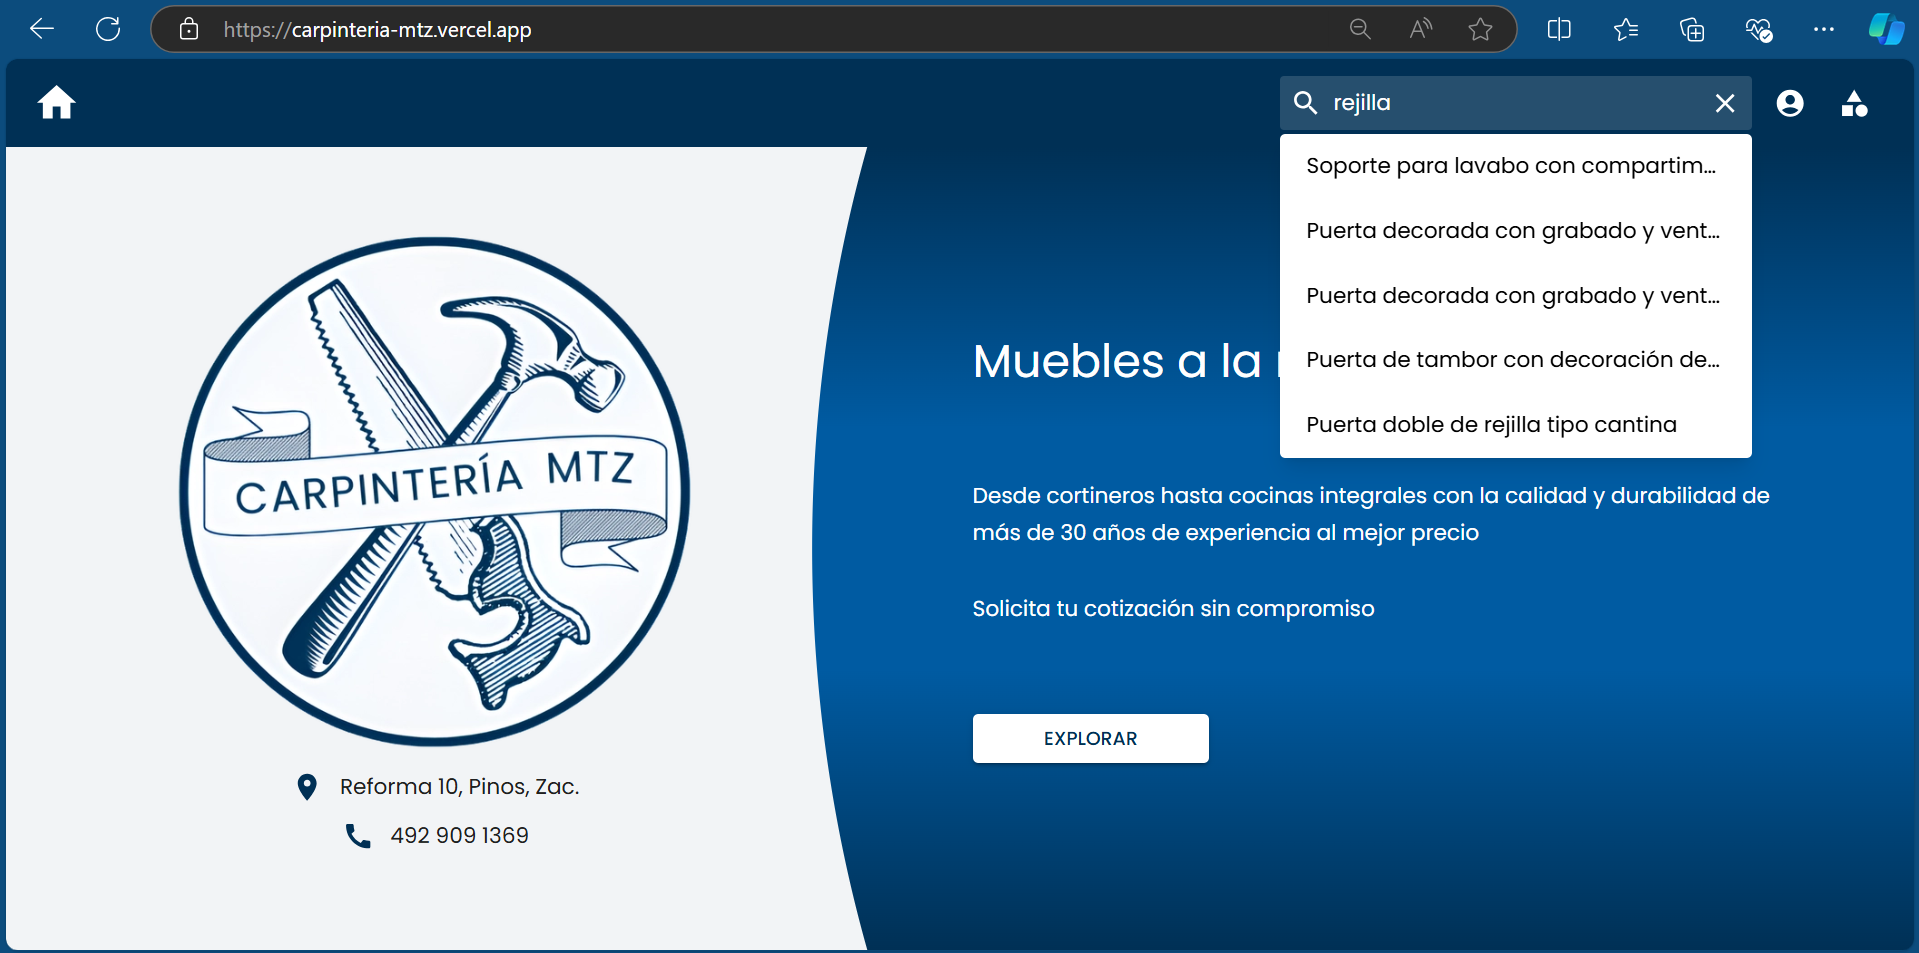 https://carpinteria-mtz.vercel.app
rejilla
Soporte para lavabo con compartim...
Puerta decorada con grabado y vent...
Puerta decorada con grabado y vent...
Puerta de tambor con decoración de...
Puerta doble de rejilla tipo cantina
CARPINTERÍA MTZ
Reforma 10, Pinos, Zac.
492 909 1369
Muebles a la
Desde cortineros hasta cocinas integrales con la calidad y durabilidad de
más de 30 años de experiencia al mejor precio
Solicita tu cotización sin compromiso
EXPLORAR